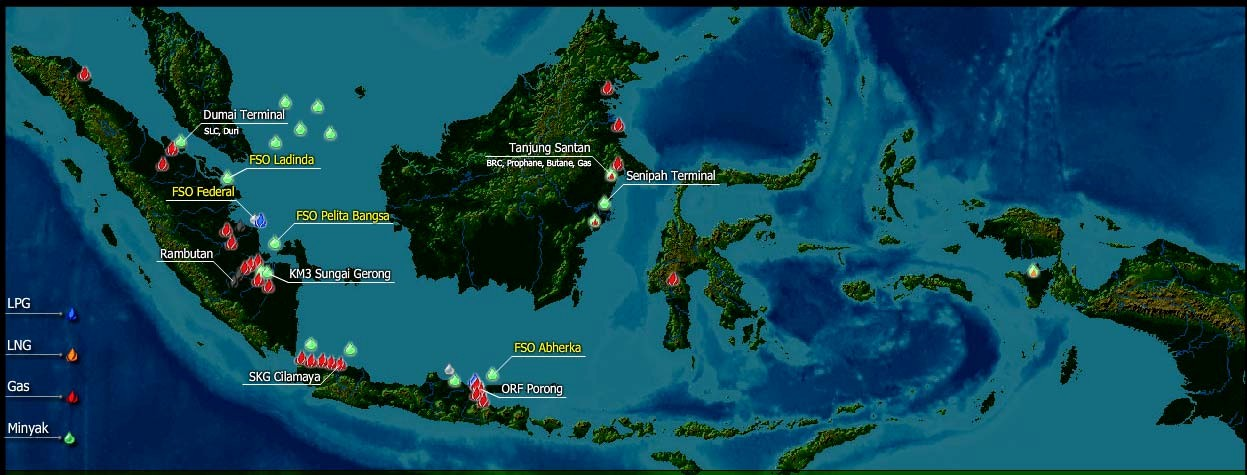 Dumai Terminal
SLC, Duri
FSO Ladinda
FSO Federal
FSO Pelita Bangsa
Rambutan
KM3 Sungai Gerong
Tanjung Santan
BRC, Prophane, Butane, Gas
Senipah Terminal
LPG
LNG
Gas
Minyak
SKG Cilamaya
FSO Abherka
ORF Porong